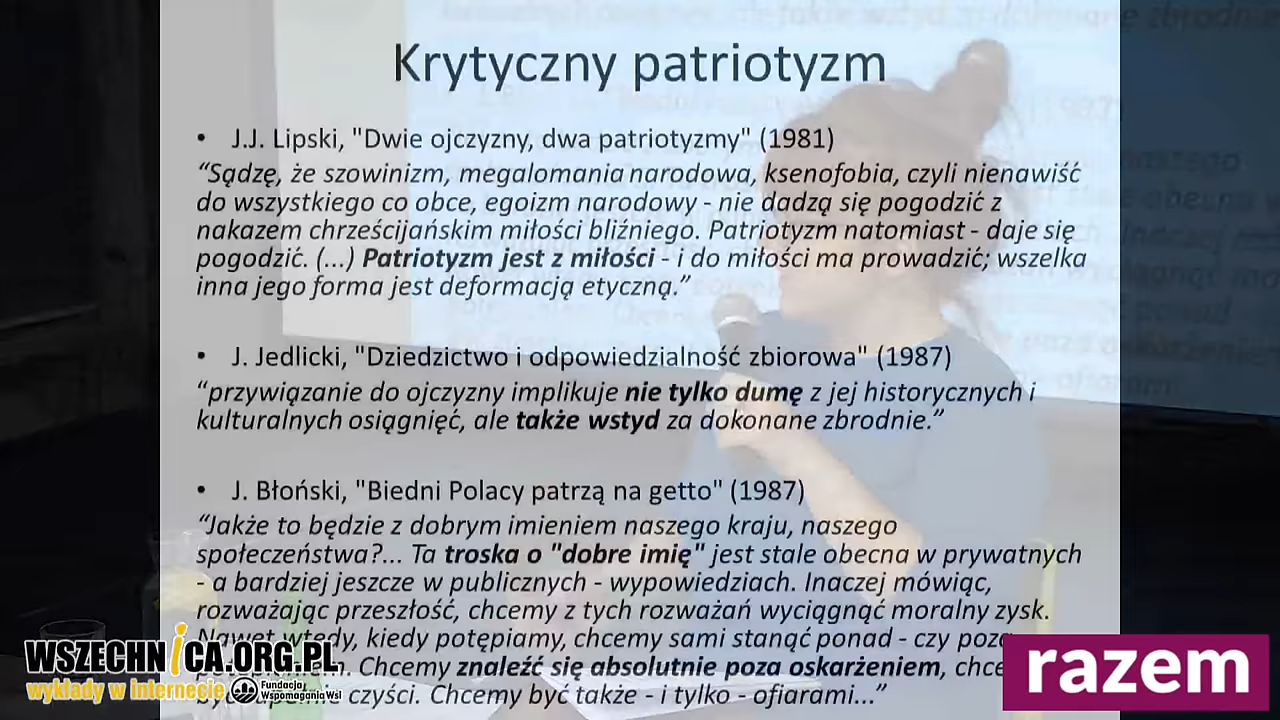 Krytyczny patriotyzm
• J.J. Lipski, "Dwie ojczyzny, dwa patriotyzmy" (1981)
“Sądzę, że szowinizm, megalomania narodowa, ksenofobia, czyli nienawiść
do wszystkiego co obce, egoizm narodowy - nie dadzą się pogodzić z
nakazem chrześcijańskim miłości bliźniego. Patriotyzm natomiast - daje się
pogodzić. (...) Patriotyzm jest z miłości - i do miłości ma prowadzić; wszelka
inna jego forma jest deformacją etyczną.”
• J. Jedlicki, "Dziedzictwo i odpowiedzialność zbiorowa" (1987)
“przywiązanie do ojczyzny implikuje nie tylko dumę z jej historycznych i
kulturalnych osiągnięć, ale także wstyd za dokonane zbrodnie.”
• J. Błoński, "Biedni Polacy patrzą na getto" (1987)
“Jakże to będzie z dobrym imieniem naszego kraju, naszego
społeczeństwa?... Ta troska o "dobre imię" jest stale obecna w prywatnych
- a bardziej jeszcze w publicznych - wypowiedziach. Inaczej mówiąc,
rozważając przeszłość, chcemy z tych rozważań wyciągnąć moralny zysk.
Nawet wtedy, kiedy potępiamy, chcemy sami stanąć ponad - czy
Chcemy znaleźć się absolutnie poza oskarżeniem,
czyści. Chcemy być także - i tylko - ofiarami...”
WSZECHNICA.ORG.PL
wykłady w internecie
Fundacja
Wspomagania Wsi
razem